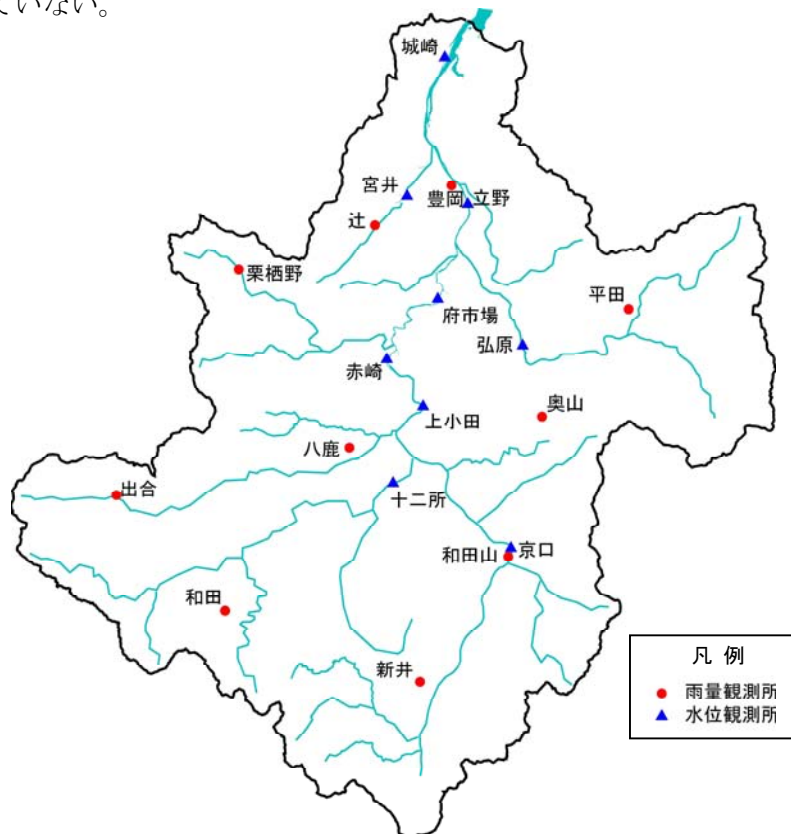 ていない。
城崎
宮井
豊岡
立野
辻
栗栖野
平田
府市場
弘原
赤崎
奥山
上小田
八鹿
出合
十二所
和田山
京口
和田
新井
凡 例
雨量観測所
水位観測所